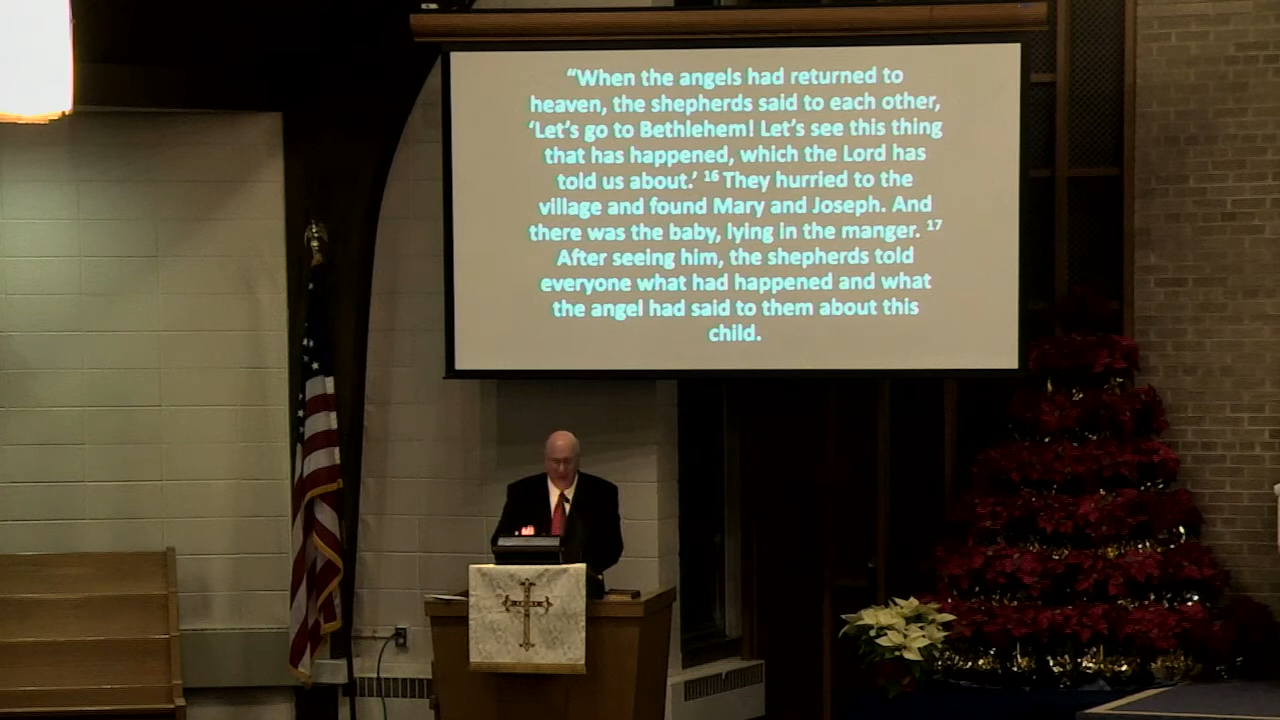 “When the angels had returned to
heaven, the shepherds said to each other,
‘Let’s go to Bethlehem! Let’s see this thing
that has happened, which the Lord has
told us about.’ 16 They hurried to the
village and found Mary and Joseph. And
there was the baby, lying in the manger. 17
After seeing him, the shepherds told
everyone what had happened and what
the angel had said to them about this
child.